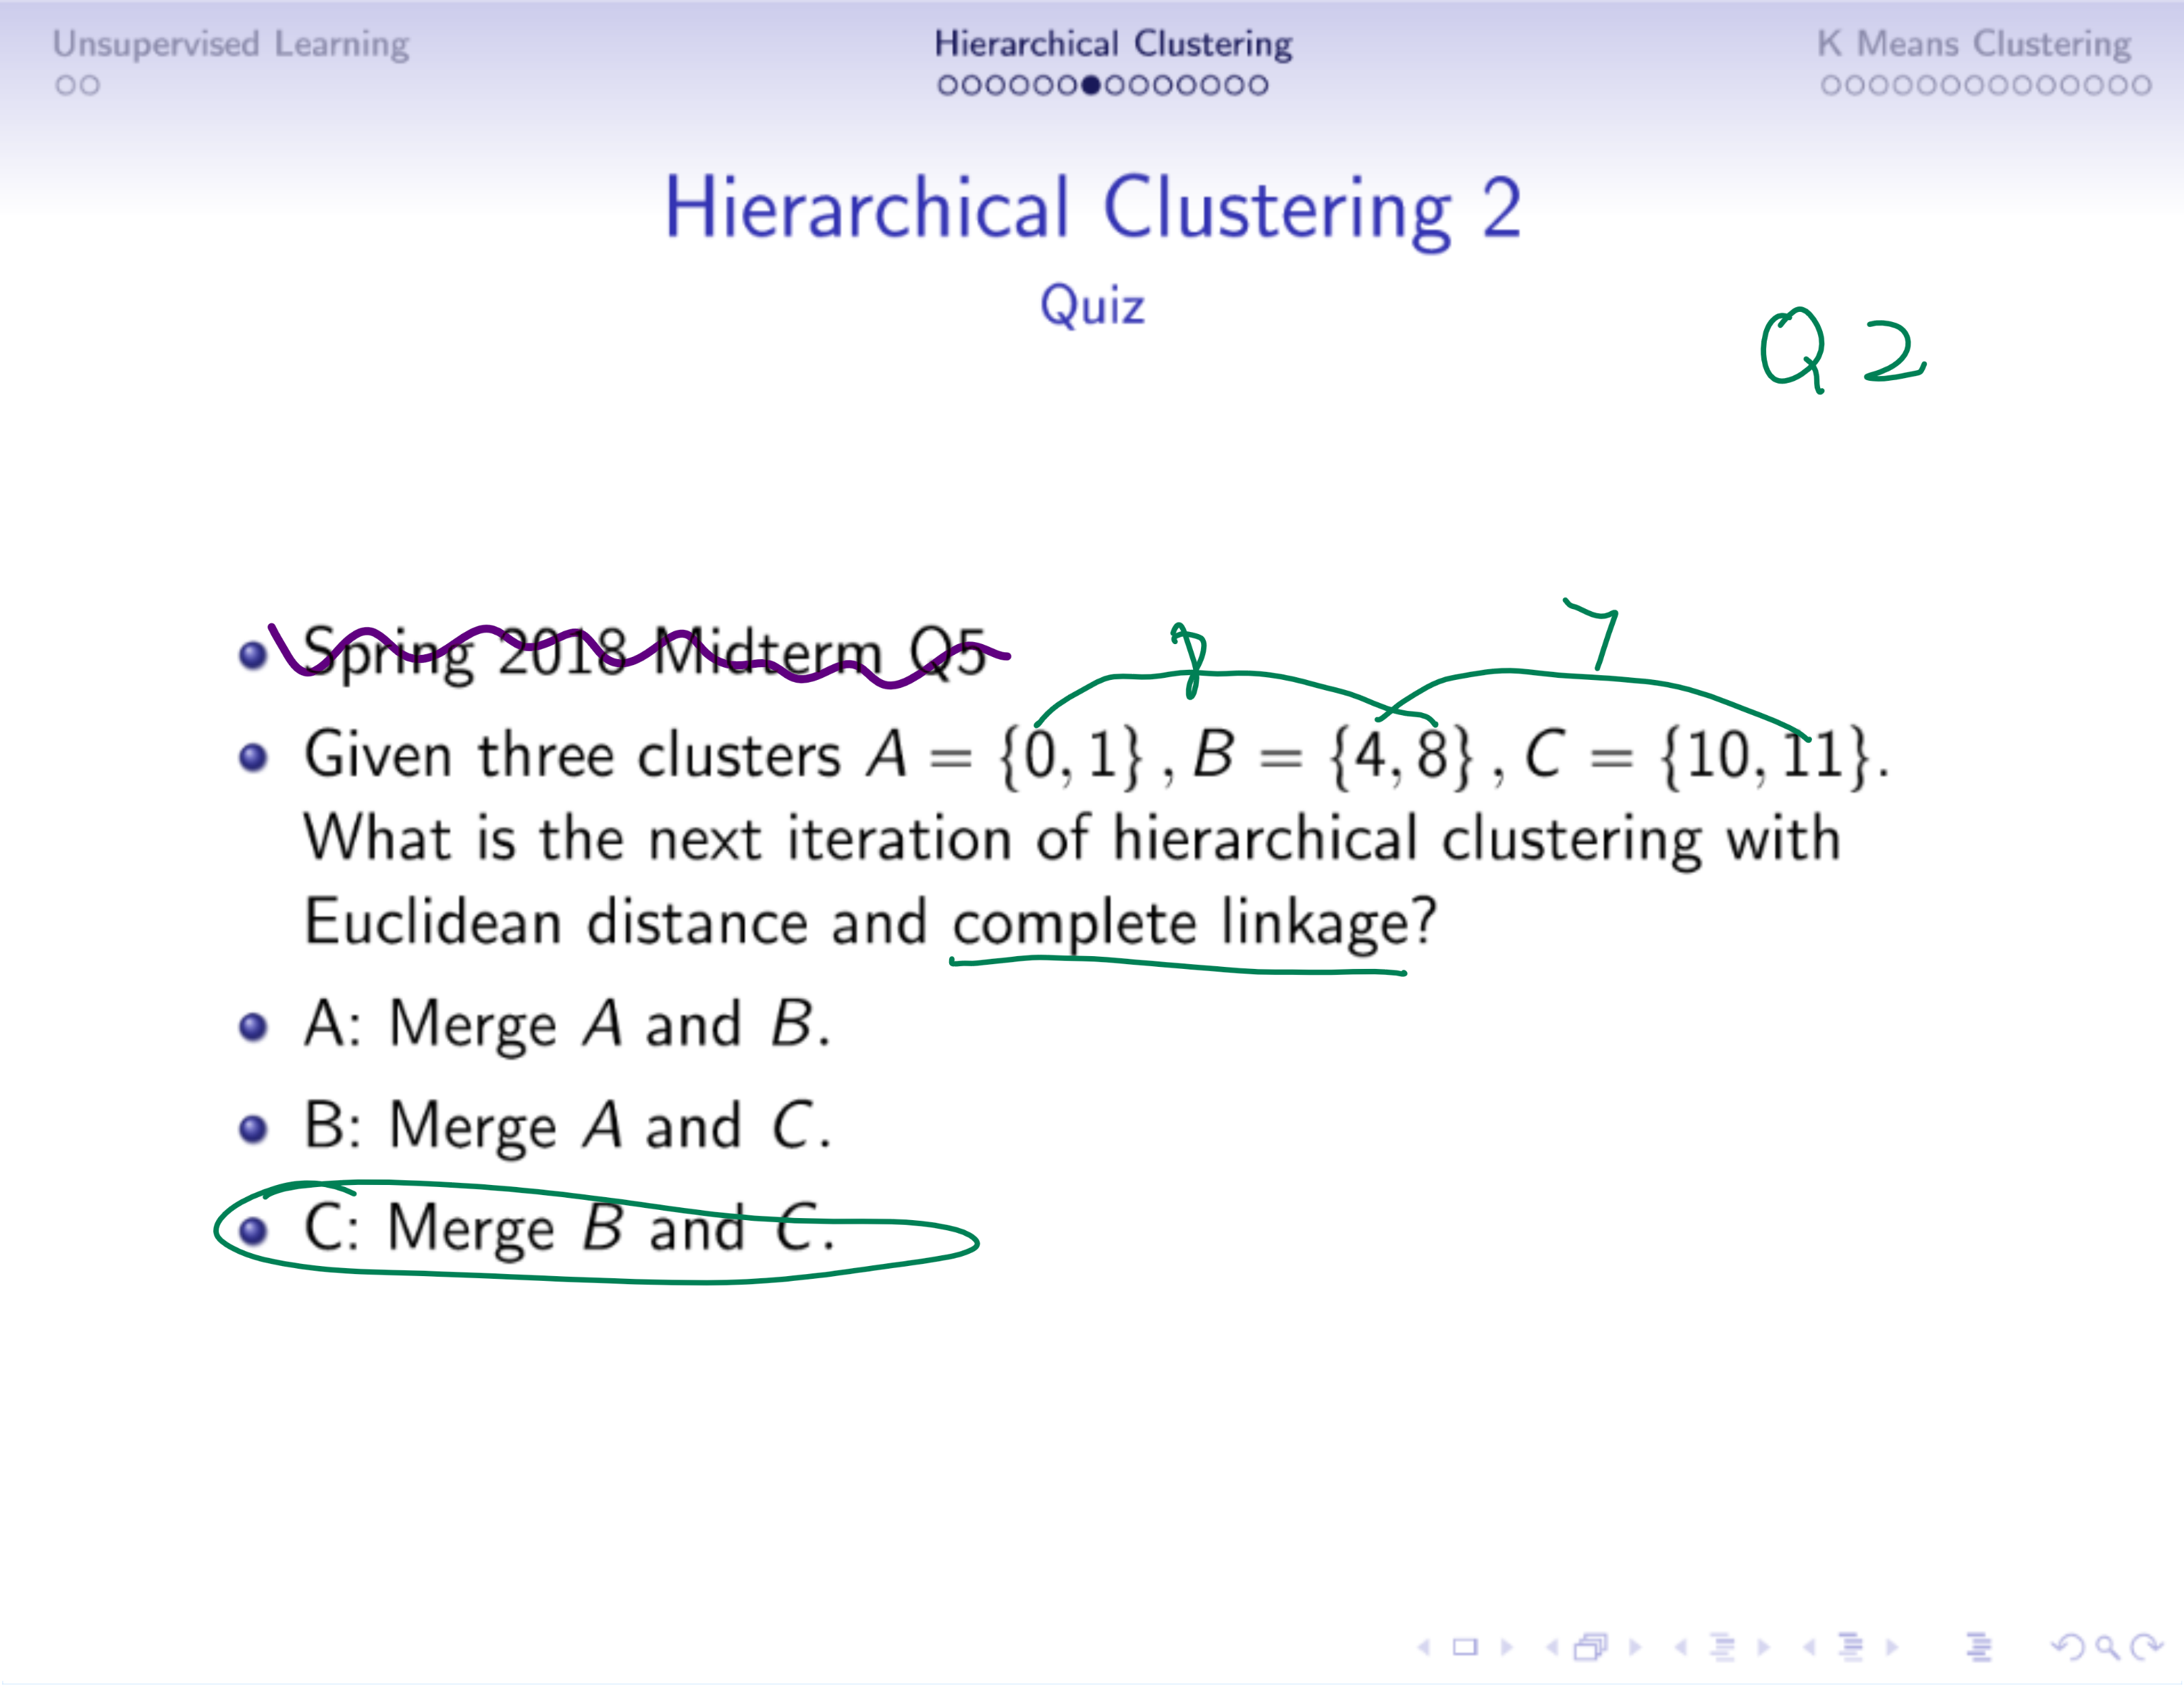 Unsupervised Learning Hierarchical Clustering K Means Clustering
Hierarchical Clustering 2
Quiz
Q 2
Spring 2018 Midterm Q5
8 7
Given three clusters A = {0, 1} , B = {4, 8} , C = {10, 11}.
What is the next iteration of hierarchical clustering with
Euclidean distance and complete linkage?
A: Merge A and B.
B: Merge A and C.
C: Merge B and C.